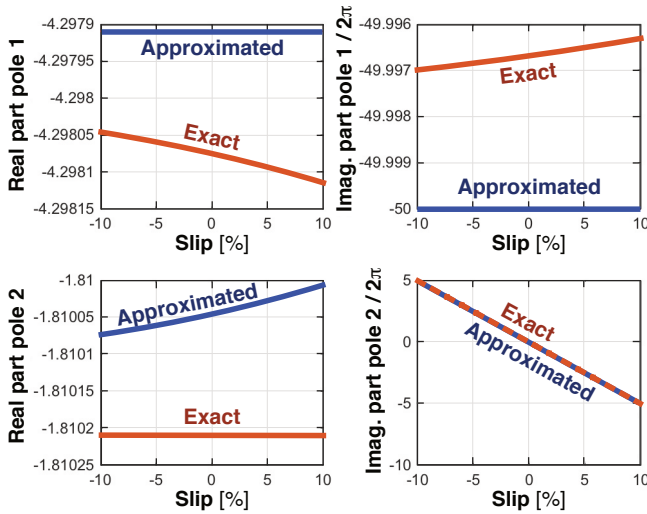 Real part pole 1
-4.2979
-4.29795
-4.298
-4.29805
-4.2981
-4.29815
Approximated
Exact
-10 -5 0 5 10
Slip [%]
Imag. part pole 1 / 2π
-49.996
-49.997
-49.998
-49.999
-50
Exact
Approximated
-10 -5 0 5 10
Slip [%]
Real part pole 2
-1.81
-1.81005
-1.8101
-1.81015
-1.8102
-1.81025
Approximated
Exact
-10 -5 0 5 10
Slip [%]
Imag. part pole 2 / 2π
5
0
-5
-10
Exact
Approximated
-10 -5 0 5 10
Slip [%]